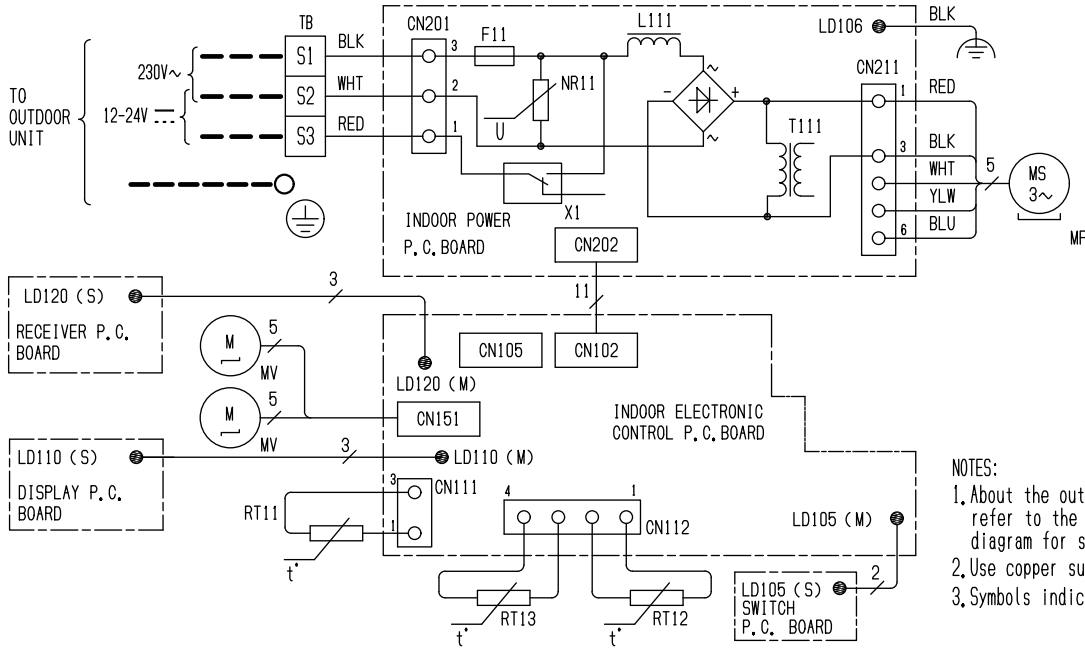 TB
CN201
L111
LD106
BLK
S1
BLK
3
F11
230V~
S2
WHT
2
NR11
~
CN211
TO
OUTDOOR
UNIT
12-24V
S3
RED
1
U
-
+
~
T111
1
RED
3
BLK
WHT
YLW
6
BLU
5
MS
3~
MF
X1
INDOOR POWER
P.C.BOARD
CN202
11
LD120 (S)
3
RECEIVER P.C.
BOARD
M
5
MV
CN105
CN102
LD120 (M)
M
5
MV
CN151
INDOOR ELECTRONIC
CONTROL P.C.BOARD
LD110 (S)
3
LD110 (M)
DISPLAY P.C.
BOARD
RT11
3
CN111
1
t°
4
1
CN112
LD105 (M)
RT13
t°
RT12
t°
LD105 (S)
SWITCH
P.C. BOARD
2
NOTES:
1.About the out
refer to the
diagram for s
2.Use copper su
3.Symbols indic